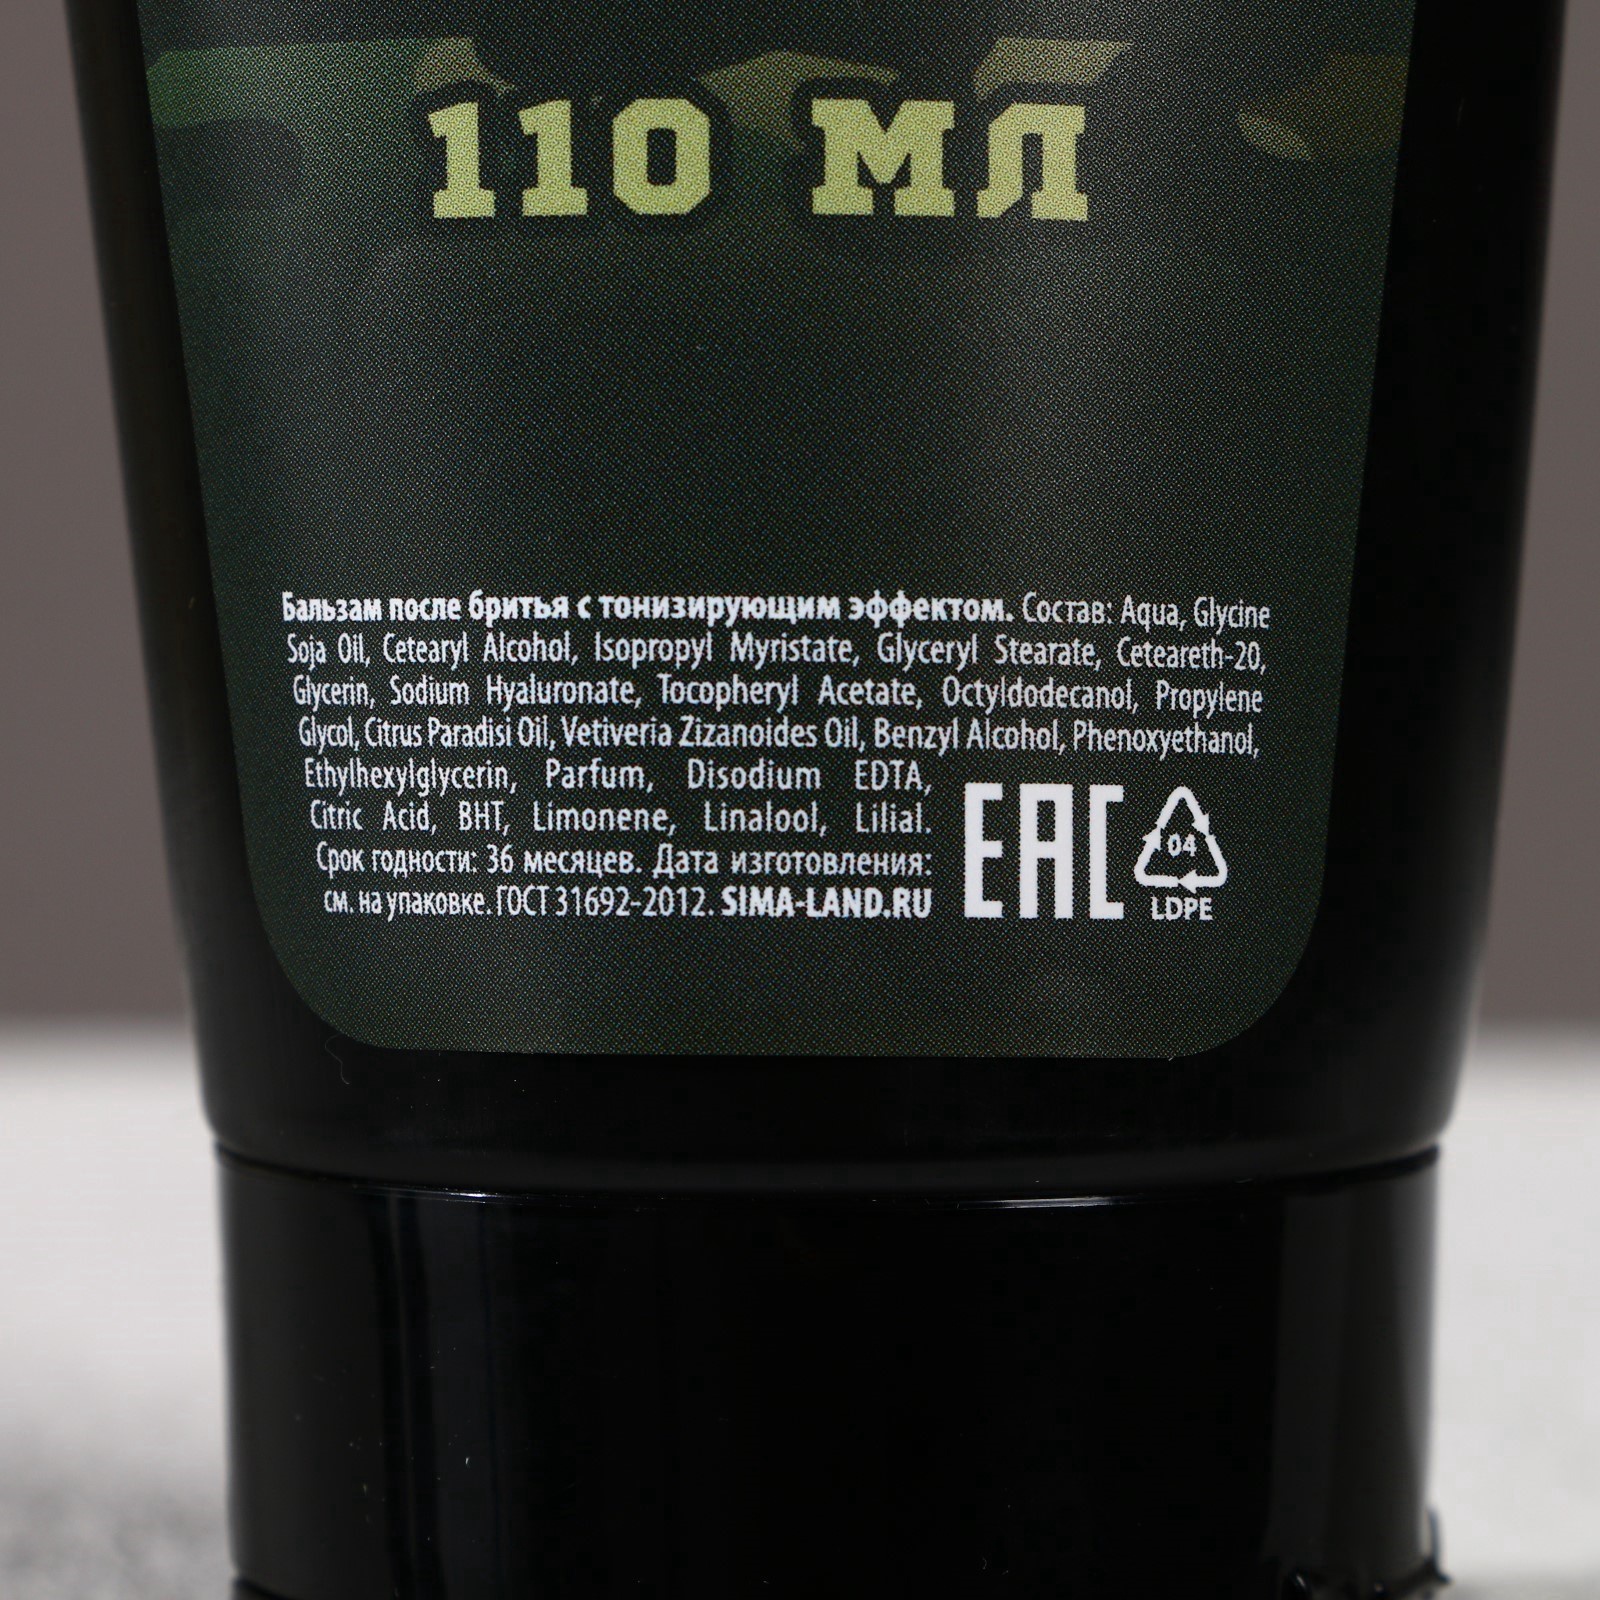 110 МЛ
Бальзам после бритья с тонизирующим эффектом. Состав: Aqua, Glycine
Soja Oil, Cetearyl Alcohol, Isopropyl Myristate, Glyceryl Stearate, Ceteareth-20,
Glycerin, Sodium Hyaluronate, Tocopheryl Acetate, Octyldodecanol, Propylene
Glycol, Citrus Paradisi Oil, Vetiveria Zizanoides Oil, Benzyl Alcohol, Phenoxyethanol,
Ethylhexylglycerin, Parfum, Disodium EDTA,
Citric Acid, BHT, Limonene, Linalool, Lilial.
Срок годности: 36 месяцев. Дата изготовления:
см. на упаковке. ГОСТ 31692-2012. SIMA-LAND.RU
EAC
04
LDPE